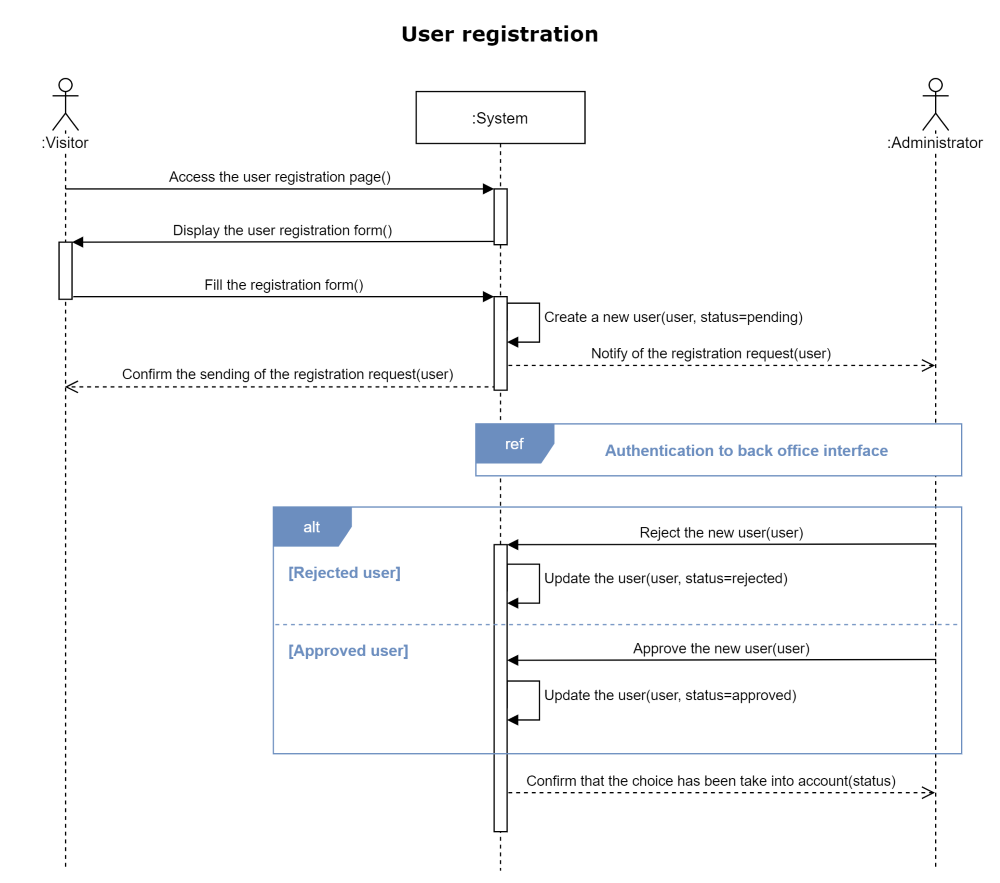 User registration
:Visitor
:System
:Administrator
Access the user registration page()
Display the user registration form()
Fill the registration form()
Create a new user(user, status=pending)
Notify of the registration request(user)
Confirm the sending of the registration request(user)
ref
Authentication to back office interface
alt
Reject the new user(user)
[Rejected user]
Update the user(user, status=rejected)
[Approved user]
Approve the new user(user)
Update the user(user, status=approved)
Confirm that the choice has been take into account(status)